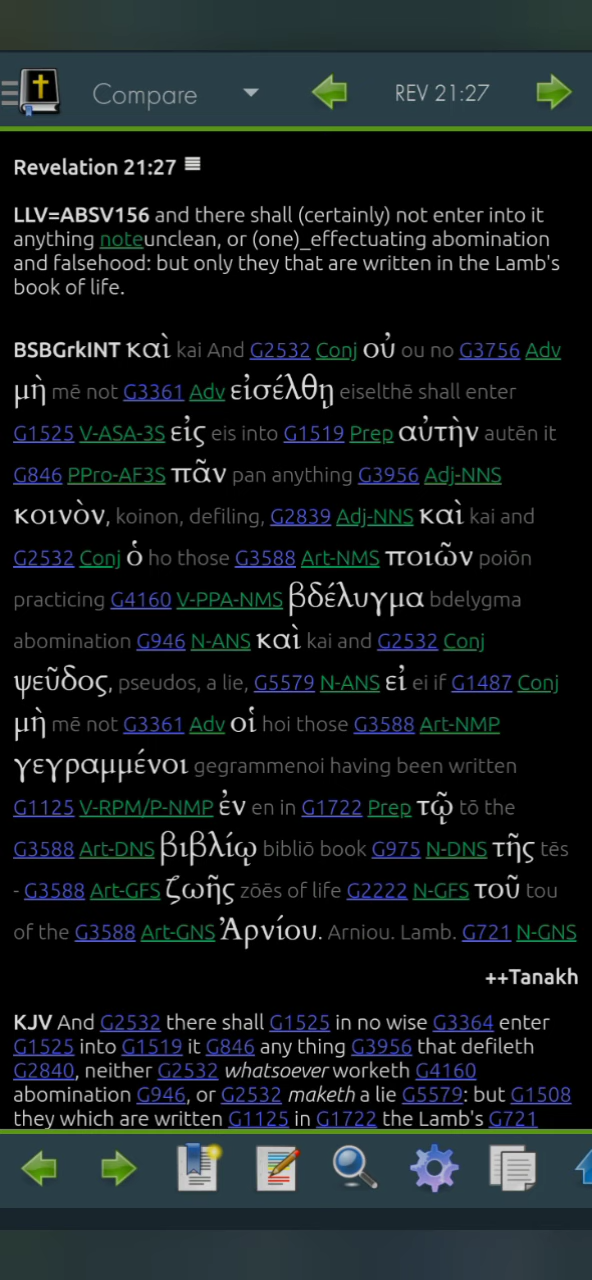 Compare
REV 21:27
Revelation 21:27
LLV=ABSV156 and there shall (certainly) not enter into it
anything noteunclean, or (one)_effectuating abomination
and falsehood: but only they that are written in the Lamb's
book of life.
BSBGrkINT καὶ kai And G2532 Conj οὐ ou no G3756 Adv
μὴ mē not G3361 Adv εἰσέλθῃ eiselthē shall enter
G1525 V-ASA-3S εἰς eis into G1519 Prep αὐτὴν autēn it
G846 PPro-AF3S πᾶν pan anything G3956 Adj-NNS
κοινὸν, koinon, defiling, G2839 Adj-NNS καὶ kai and
G2532 Conj ὁ ho those G3588 Art-NMS ποιῶν poiōn
practicing G4160 V-PPA-NMS βδέλυγμα bdelygma
abomination G946 N-ANS καὶ kai and G2532 Conj
ψεῦδος, pseudos, a lie, G5579 N-ANS εἰ ei if G1487 Conj
μὴ mē not G3361 Adv οἱ hoi those G3588 Art-NMP
γεγραμμένοι gegrammenoi having been written
G1125 V-RPM/P-NMP ἐν en in G1722 Prep τῷ tō the
G3588 Art-DNS βιβλίῳ bibliō book G975 N-DNS τῆς tēs
- G3588 Art-GFS ζωῆς zōēs of life G2222 N-GFS τοῦ tou
of the G3588 Art-GNS Ἀρνίου. Arniou. Lamb. G721 N-GNS
++Tanakh
KJV And G2532 there shall G1525 in no wise G3364 enter
G1525 into G1519 it G846 any thing G3956 that defileth
G2840, neither G2532 whatsoever worketh G4160
abomination G946, or G2532 maketh a lie G5579: but G1508
they which are written G1125 in G1722 the Lamb's G721